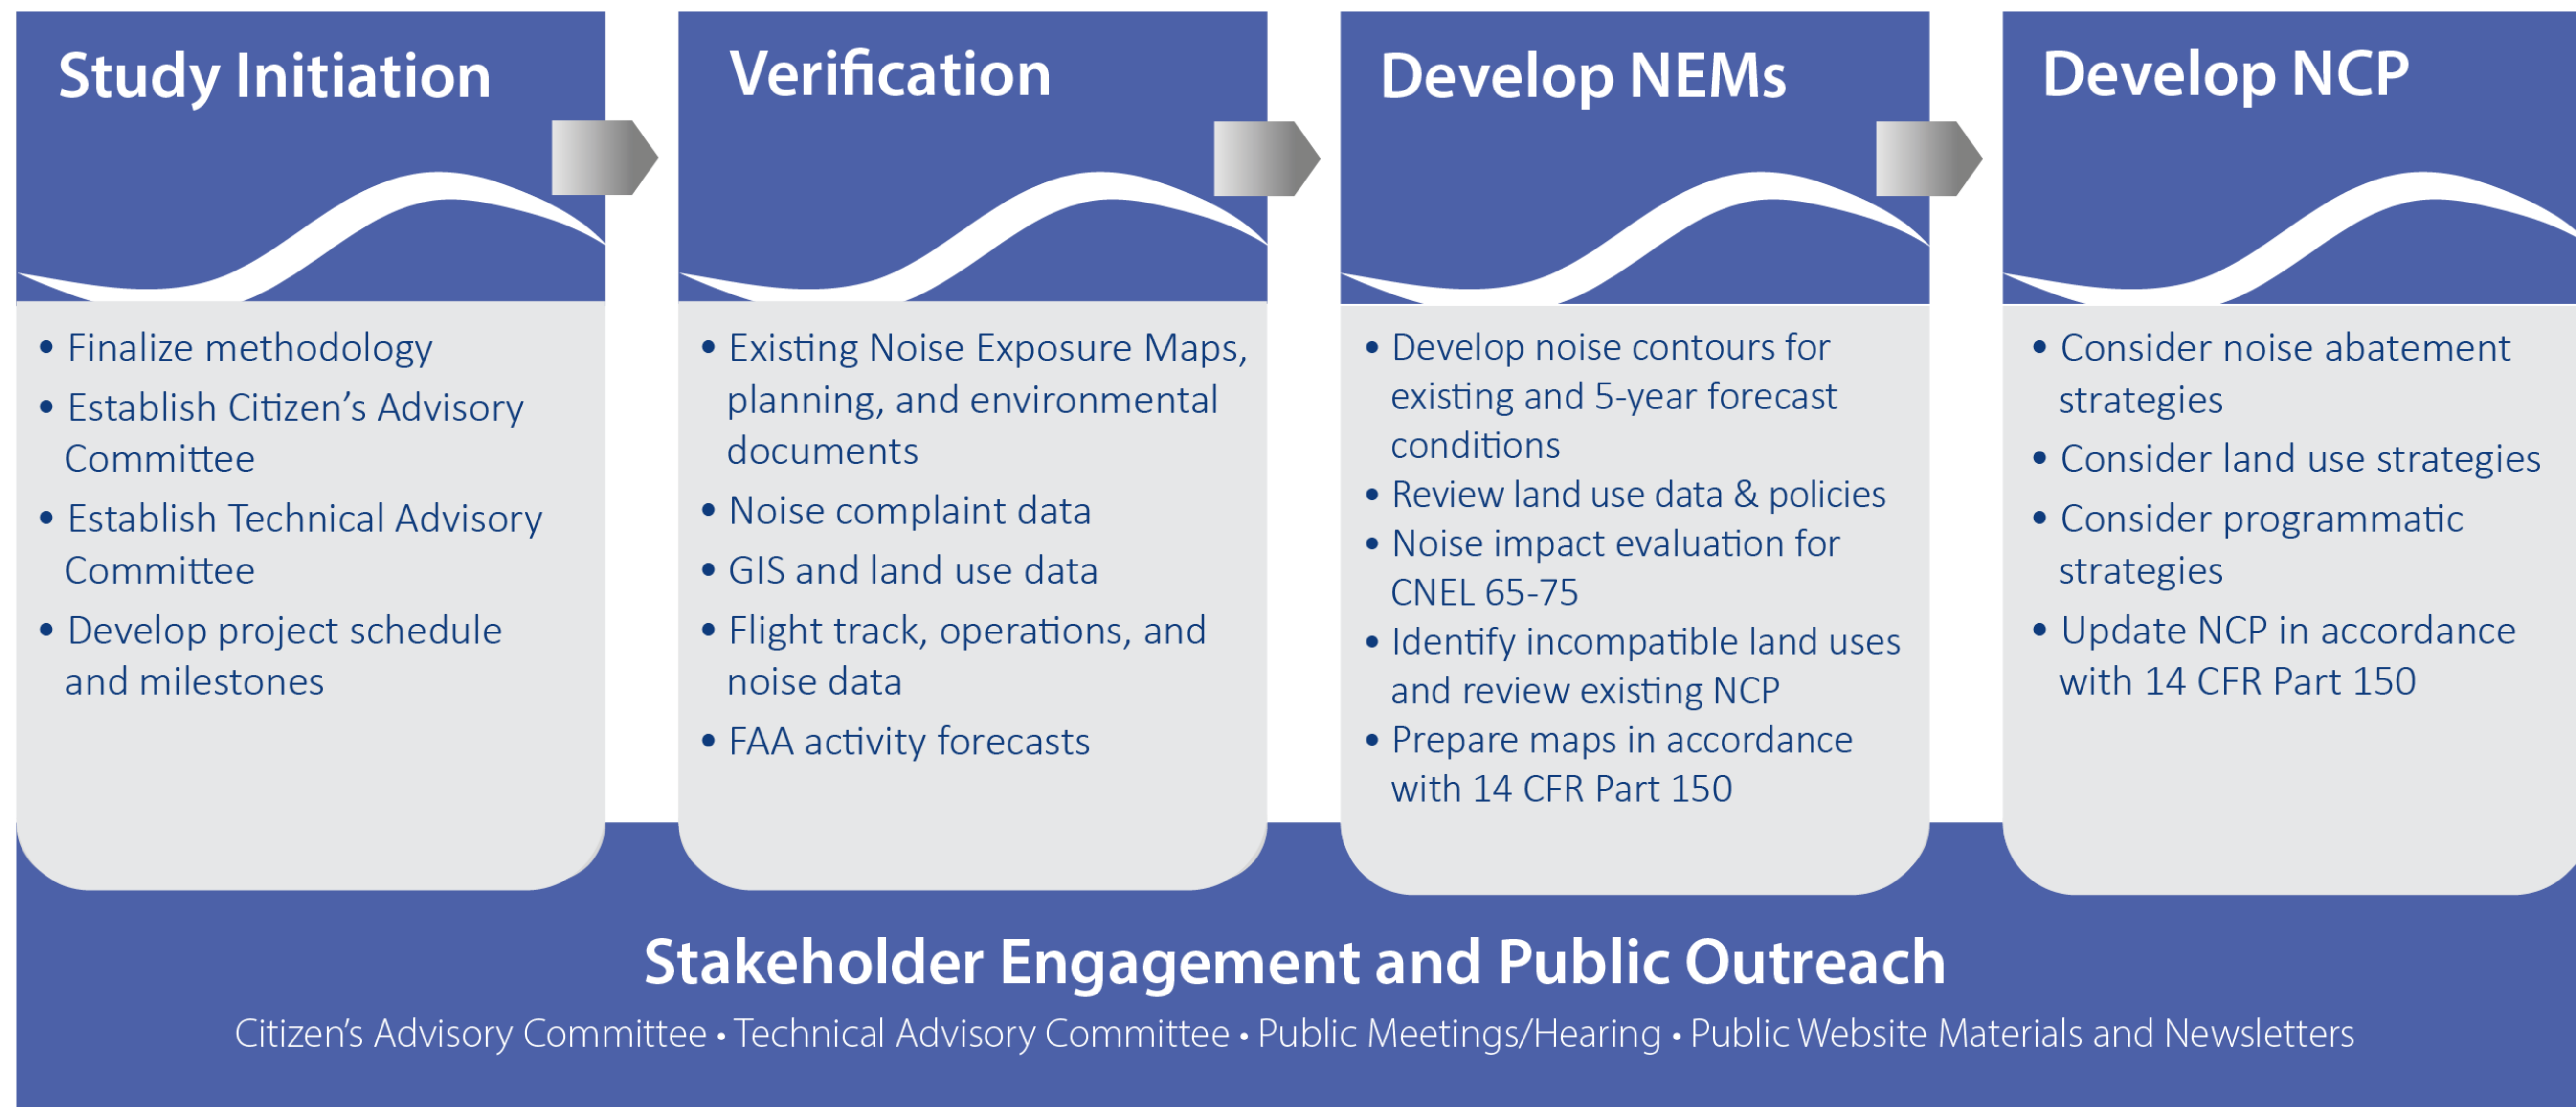 Study Initiation
• Finalize methodology
• Establish Citizen’s Advisory
Committee
• Establish Technical Advisory
Committee
• Develop project schedule
and milestones
Verification
• Existing Noise Exposure Maps,
planning, and environmental
documents
• Noise complaint data
• GIS and land use data
• Flight track, operations, and
noise data
• FAA activity forecasts
Develop NEMs
• Develop noise contours for
existing and 5-year forecast
conditions
• Review land use data & policies
• Noise impact evaluation for
CNEL 65-75
• Identify incompatible land uses
and review existing NCP
• Prepare maps in accordance
with 14 CFR Part 150
Develop NCP
• Consider noise abatement
strategies
• Consider land use strategies
• Consider programmatic
strategies
• Update NCP in accordance
with 14 CFR Part 150
Stakeholder Engagement and Public Outreach
Citizen’s Advisory Committee • Technical Advisory Committee • Public Meetings/Hearing • Public Website Materials and Newsletters